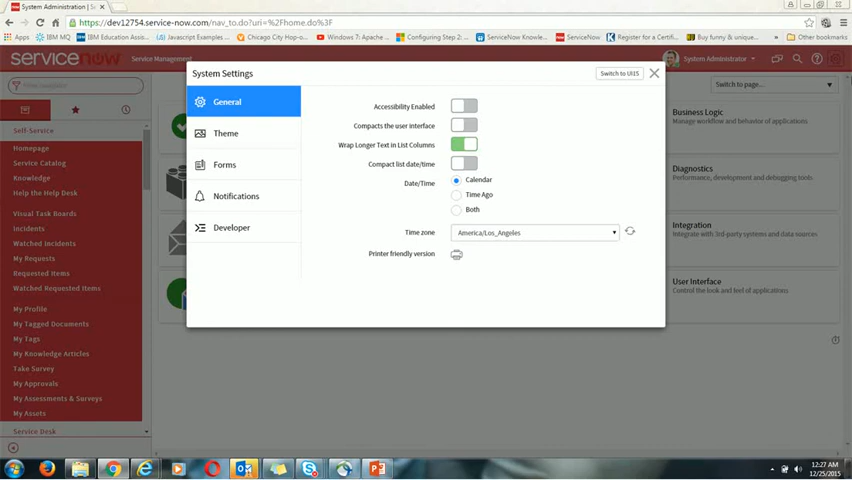 System Administration
https://dev12754.service-now.com/nav_to.do?uri=%2Fhome.do%3F
Apps
IBM MQ
IBM Education Assis...
Javascript Examples
Chicago City Hop-o...
Windows 7: Apache
Configuring Step 2:
ServiceNow Knowle
ServiceNow
Register for a Certifi...
Buy funny & unique
Other bookmarks
servicenow
Service Management
System Administrator
System Settings
Switch to UI15
Switch to page...
Self-Service
Homepage
Service Catalog
Knowledge
Help the Help Desk
Visual Task Boards
Incidents
Watched Incidents
My Requests
Requested Items
Watched Requested Items
My Profile
My Tagged Documents
My Tags
My Knowledge Articles
Take Survey
My Approvals
My Assessments & Surveys
My Assets
Service Desk
General
Theme
Forms
Notifications
Developer
Accessibility Enabled
Compacts the user interface
Wrap Longer Text in List Columns
Compact list date/time
Date/Time
Calendar
Time Ago
Both
Time zone
America/Los_Angeles
Printer friendly version
Business Logic
Manage workflow and behavior of applications
Diagnostics
Performance, development and debugging tools
Integration
Integrate with 3rd-party systems and data sources
User Interface
Control the look and feel of applications
12:27 AM
12/25/2015